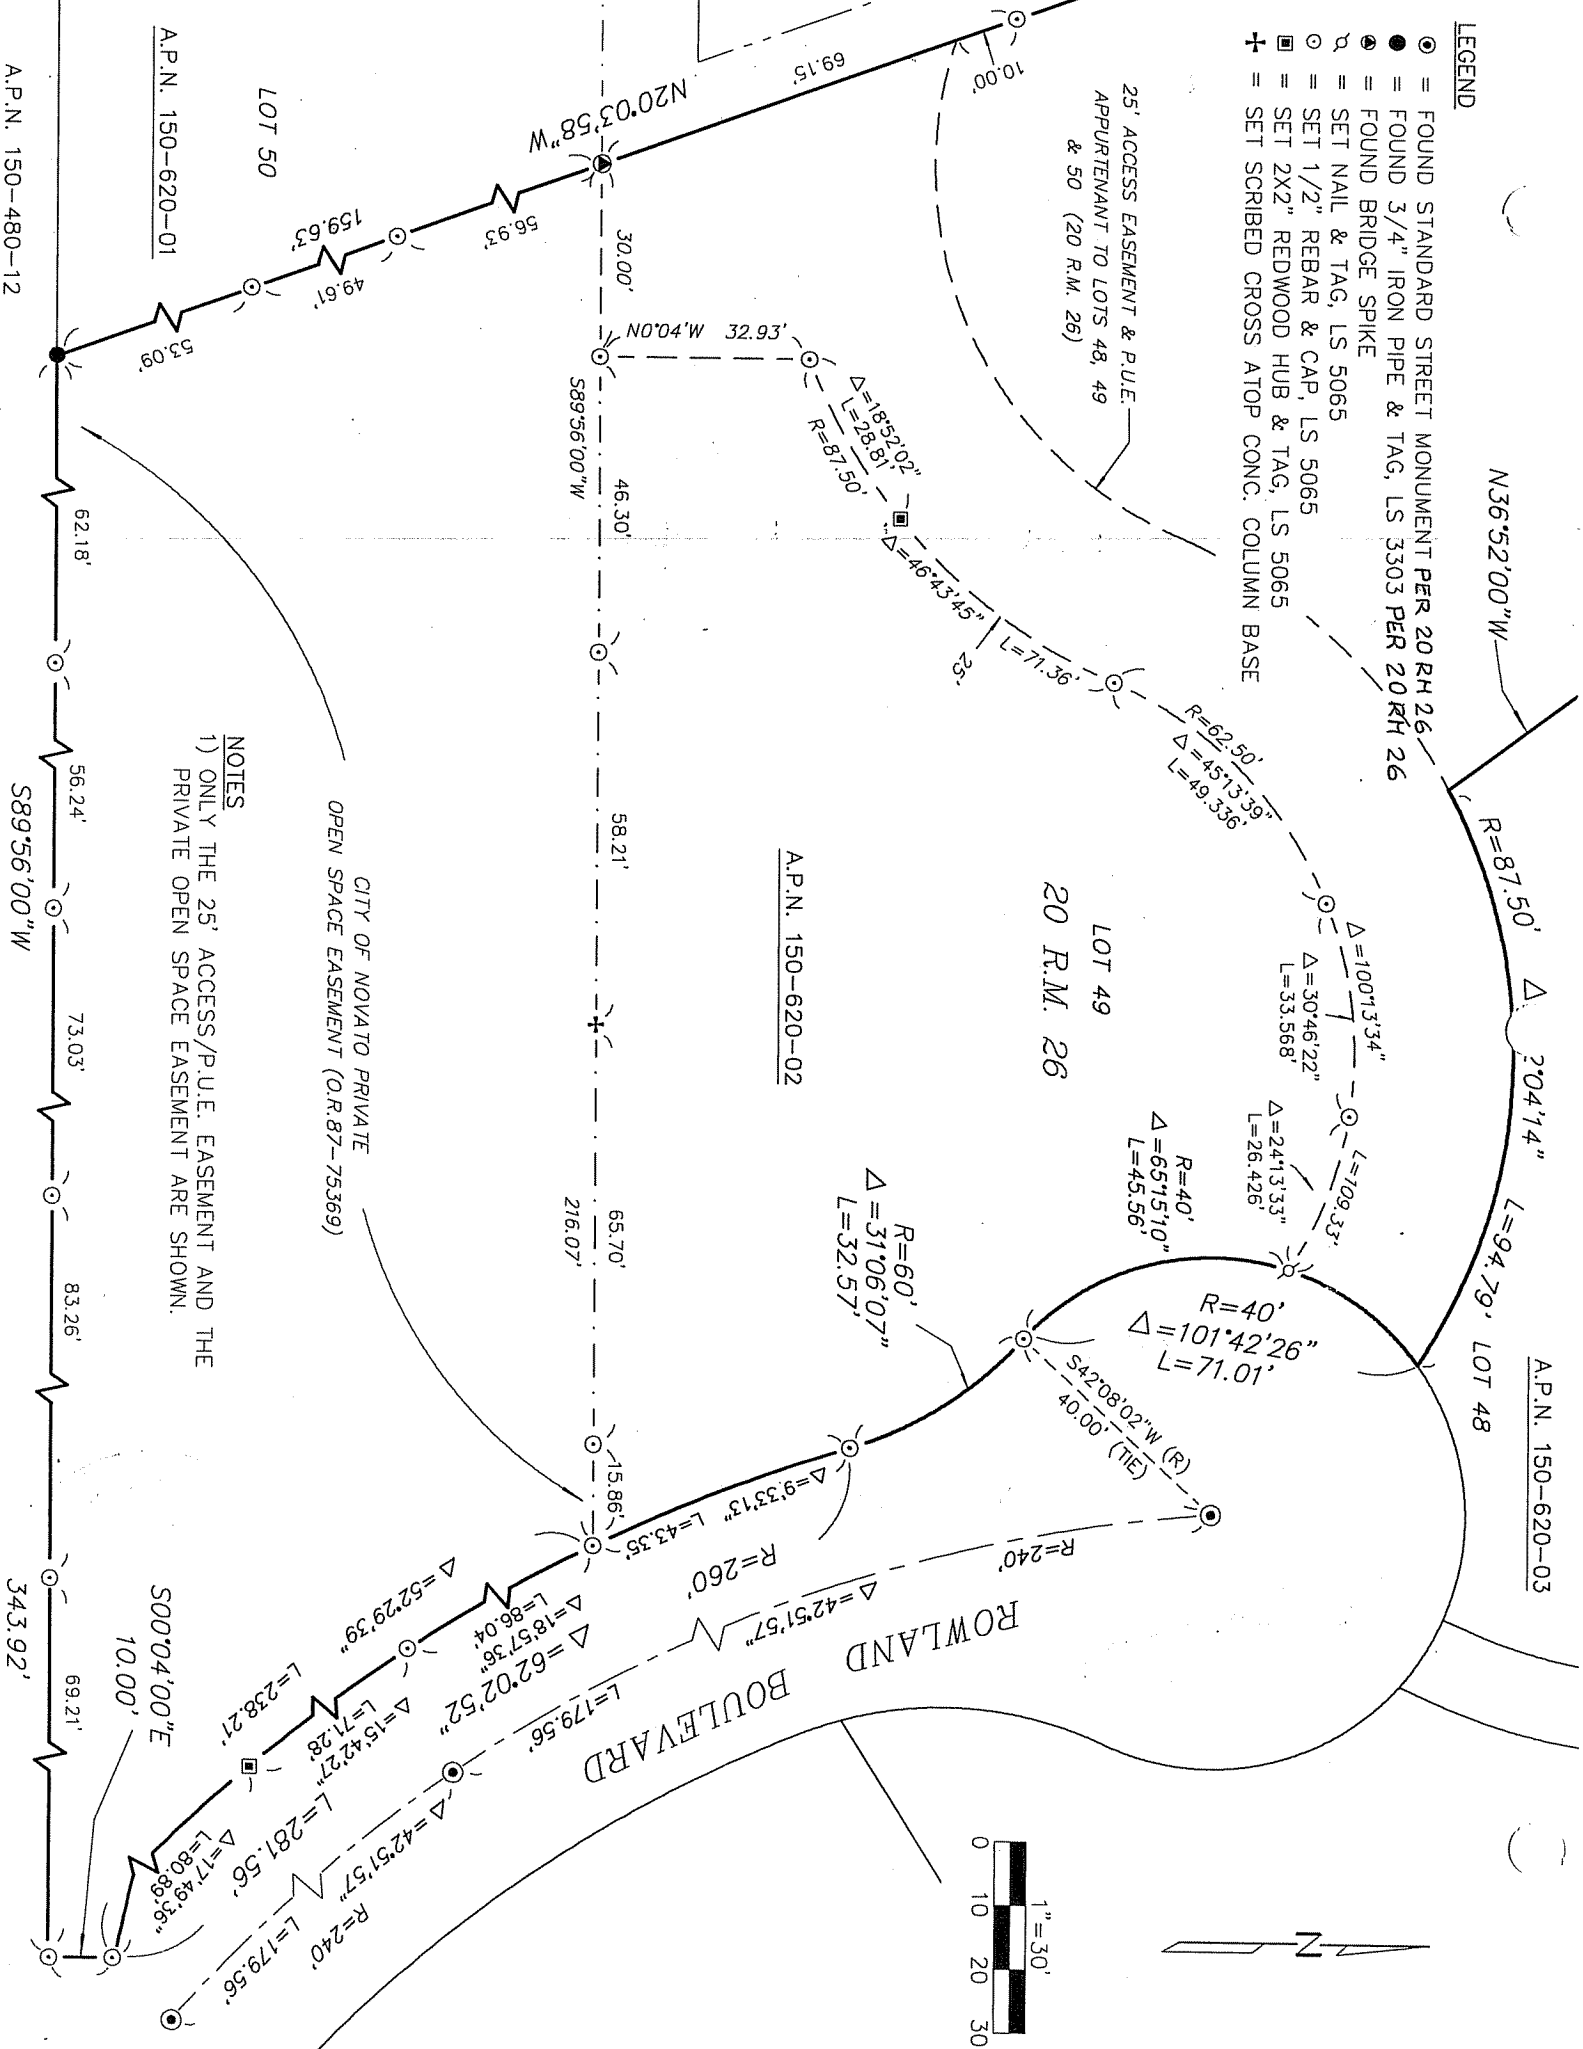 LEGEND
= FOUND STANDARD STREET MONUMENT PER 20 RM 26
= FOUND 3/4" IRON PIPE & TAG, LS 3303 PER 20 RM 26
= FOUND BRIDGE SPIKE
= SET NAIL & TAG, LS 5065
= SET 1/2" REBAR & CAP, LS 5065
= SET 2X2" REDWOOD HUB & TAG, LS 5065
= SET SCRIBED CROSS ATOP CONC. COLUMN BASE
N36°52'00"W
R=87.50'
Δ
2°04'14"
L=94.79'
LOT 48
A.P.N. 150-620-03
25' ACCESS EASEMENT & P.U.E.
APPURTENANT TO LOTS 48, 49
& 50 (20 R.M. 26)
10.00'
69.15'
N20°03'58"W
56.93'
159.63'
49.61'
53.09'
LOT 50
A.P.N. 150-620-01
A.P.N. 150-480-12
30.00'
N0°04'W 32.93'
Δ=18°52'02"
L=28.81'
R=87.50'
Δ=46°43'45"
L=71.36'
25'
R=62.50'
Δ=45°13'39"
L=49.336'
Δ=100°13'34"
Δ=30°46'22"
L=33.568'
L=109.33'
Δ=24°13'33"
L=26.426'
LOT 49
20 R.M. 26
A.P.N. 150-620-02
S89°56'00"W
46.30'
58.21'
65.70'
216.07'
15.86'
R=40'
Δ=65°15'10"
L=45.56'
R=40'
Δ=101°42'26"
L=71.01'
R=60'
Δ=31°06'07"
L=32.57'
S42°08'02"W (R)
40.00' (TIE)
Δ=9°33'13"
L=43.35'
R=260'
R=240'
Δ=42°51'57"
L=179.56'
ROWLAND
BOULEVARD
CITY OF NOVATO PRIVATE
OPEN SPACE EASEMENT (O.R.87-75369)
NOTES
1) ONLY THE 25' ACCESS/P.U.E. EASEMENT AND THE
PRIVATE OPEN SPACE EASEMENT ARE SHOWN.
Δ=52°29'39"
L=238.21'
L=86.04'
Δ=18°57'36"
Δ=62°02'52"
L=281.56'
Δ=15°42'27"
L=71.28'
Δ=17°49'36"
L=80.89'
Δ=42°51'57"
R=240'
L=179.56'
S00°04'00"E
10.00'
62.18'
56.24'
73.03'
83.26'
69.21'
S89°56'00"W
343.92'
1"=30'
0 10 20 30
N